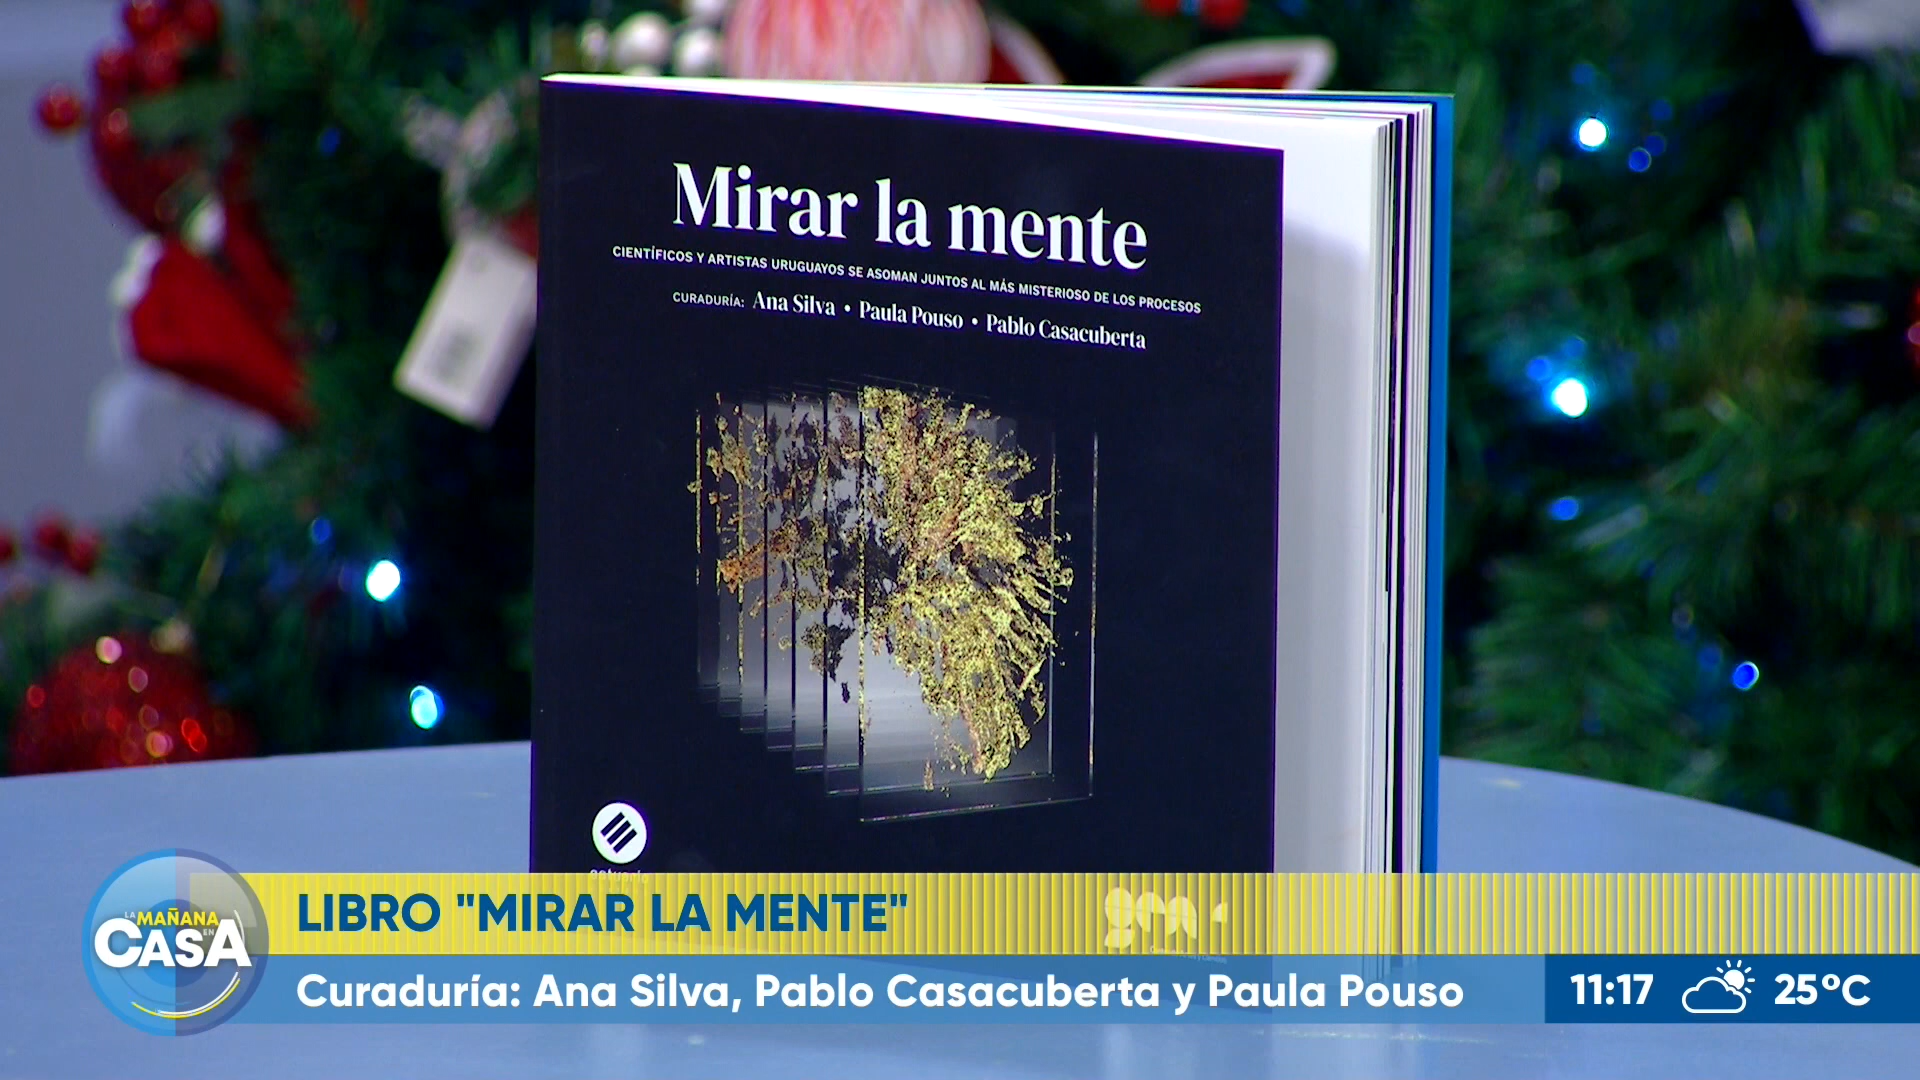 Mirar la mente
CIENTÍFICOS Y ARTISTAS URUGUAYOS SE ASOMAN JUNTOS AL MÁS MISTERIOSO DE LOS PROCESOS
CURADURÍA: Ana Silva • Paula Pouso • Pablo Casacuberta
LA MAÑANA
EN
CASA
LIBRO "MIRAR LA MENTE"
Curaduría: Ana Silva, Pablo Casacuberta y Paula Pouso
11:17 25°C